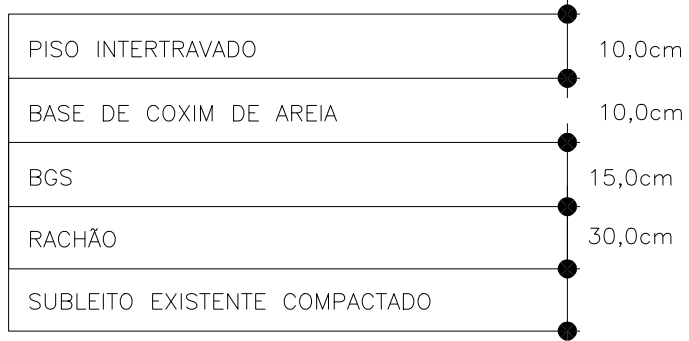 PISO INTERTRAVADO 10,0cm
BASE DE COXIM DE AREIA 10,0cm
BGS 15,0cm
RACHÃO 30,0cm
SUBLEITO EXISTENTE COMPACTADO